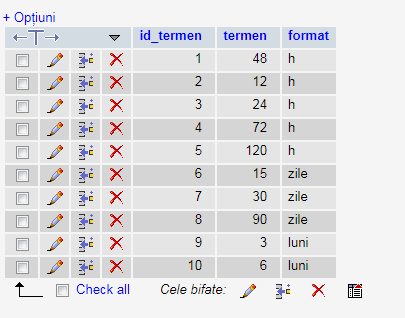 + Opțiuni
id_termen termen format
1 48 h
2 12 h
3 24 h
4 72 h
5 120 h
6 15 zile
7 30 zile
8 90 zile
9 3 luni
10 6 luni
Check all Cele bifate: